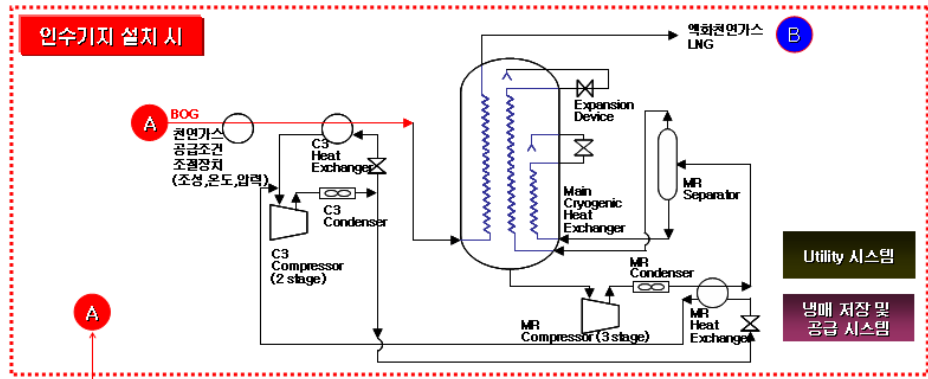 인수기지 설치 시
액화천연가스
LNG
B
A
BOG
천연가스
공급조건
조절장치
(조성,온도,압력)
C3
Heat
Exchanger
C3
Condenser
C3
Compressor
(2 stage)
Expansion
Device
Main
Cryogenic
Heat
Exchanger
MR
Separator
MR
Condenser
MR
Compressor (3 stage)
MR
Heat
Exchanger
Utility 시스템
냉매 저장 및
공급 시스템
A